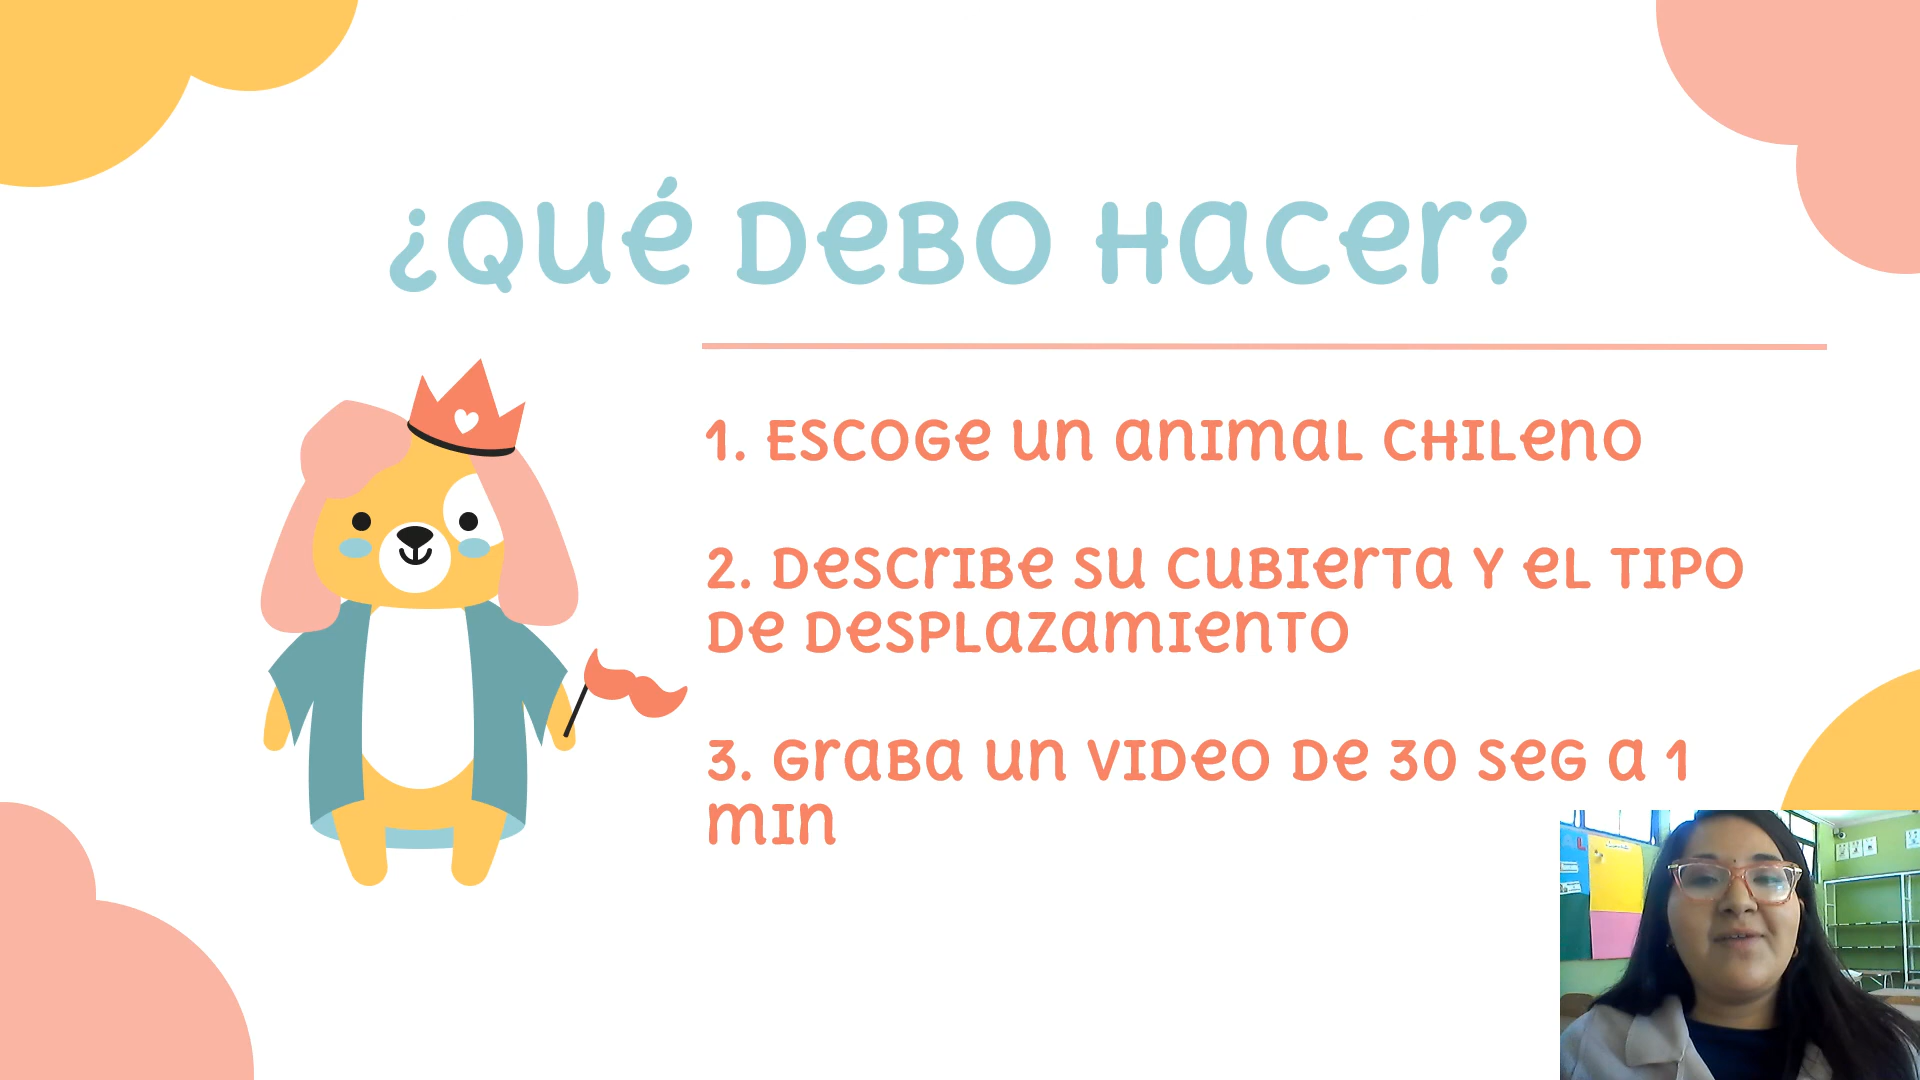 ¿Qué debo hacer?
1. Escoge un animal chileno
2. Describe su cubierta y el tipo
de desplazamiento
3. Graba un video de 30 seg a 1
min